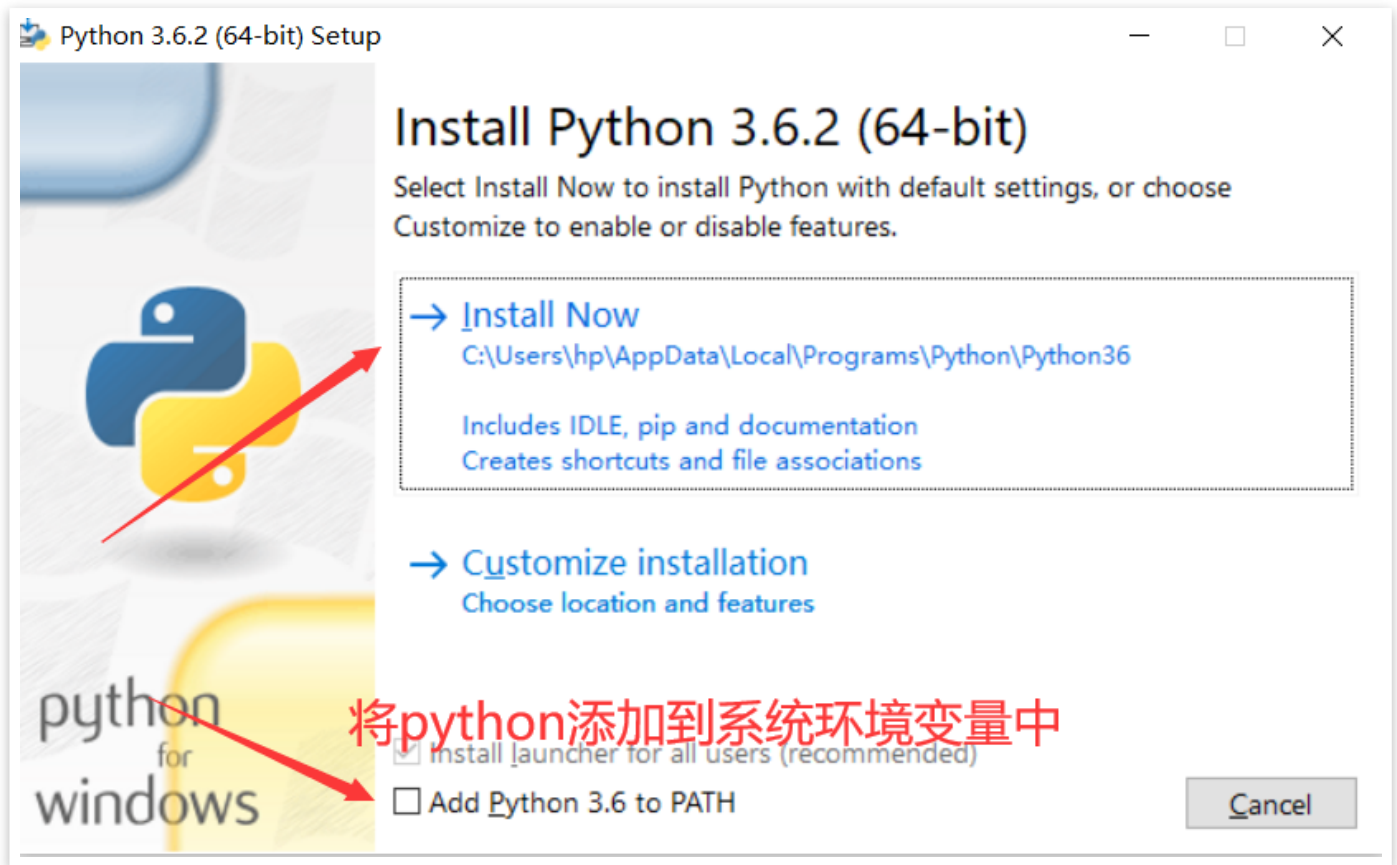 Python 3.6.2 (64-bit) Setup
Install Python 3.6.2 (64-bit)
Select Install Now to install Python with default settings, or choose
Customize to enable or disable features.
Install Now
C:\Users\hp\AppData\Local\Programs\Python\Python36
Includes IDLE, pip and documentation
Creates shortcuts and file associations
Customize installation
Choose location and features
将python添加到系统环境变量中
Install launcher for all users (recommended)
Add Python 3.6 to PATH
Cancel
python
for
windows